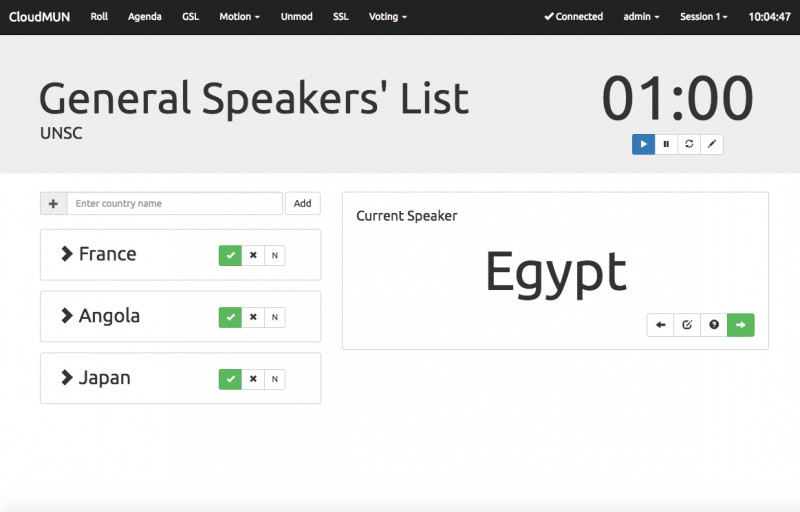 CloudMUN Roll Agenda GSL Motion Unmod SSL Voting Connected admin Session 1 10:04:47
General Speakers' List
UNSC
01:00
Enter country name Add
France N
Angola N
Japan N
Current Speaker
Egypt